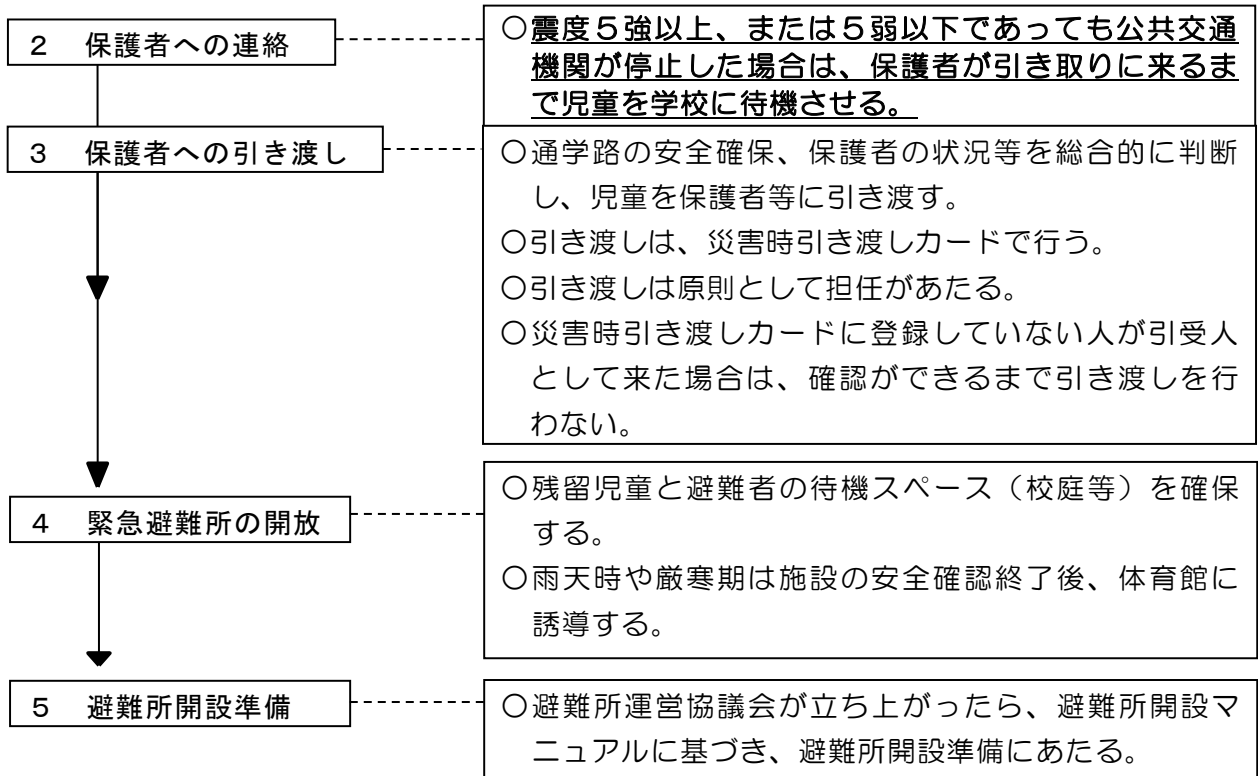 ２　保護者への連絡
〇震度５強以上、または５弱以下であっても公共交通
機関が停止した場合は、保護者が引き取りに来るま
で児童を学校に待機させる。
３　保護者への引き渡し
〇通学路の安全確保、保護者の状況等を総合的に判断
し、児童を保護者等に引き渡す。
〇引き渡しは、災害時引き渡しカードで行う。
〇引き渡しは原則として担任があたる。
〇災害時引き渡しカードに登録していない人が引受人
として来た場合は、確認ができるまで引き渡しを行
わない。
４　緊急避難所の開放
〇残留児童と避難者の待機スペース（校庭等）を確保
する。
〇雨天時や厳寒期は施設の安全確認終了後、体育館に
誘導する。
５　避難所開設準備
〇避難所運営協議会が立ち上がったら、避難所開設マ
ニュアルに基づき、避難所開設準備にあたる。